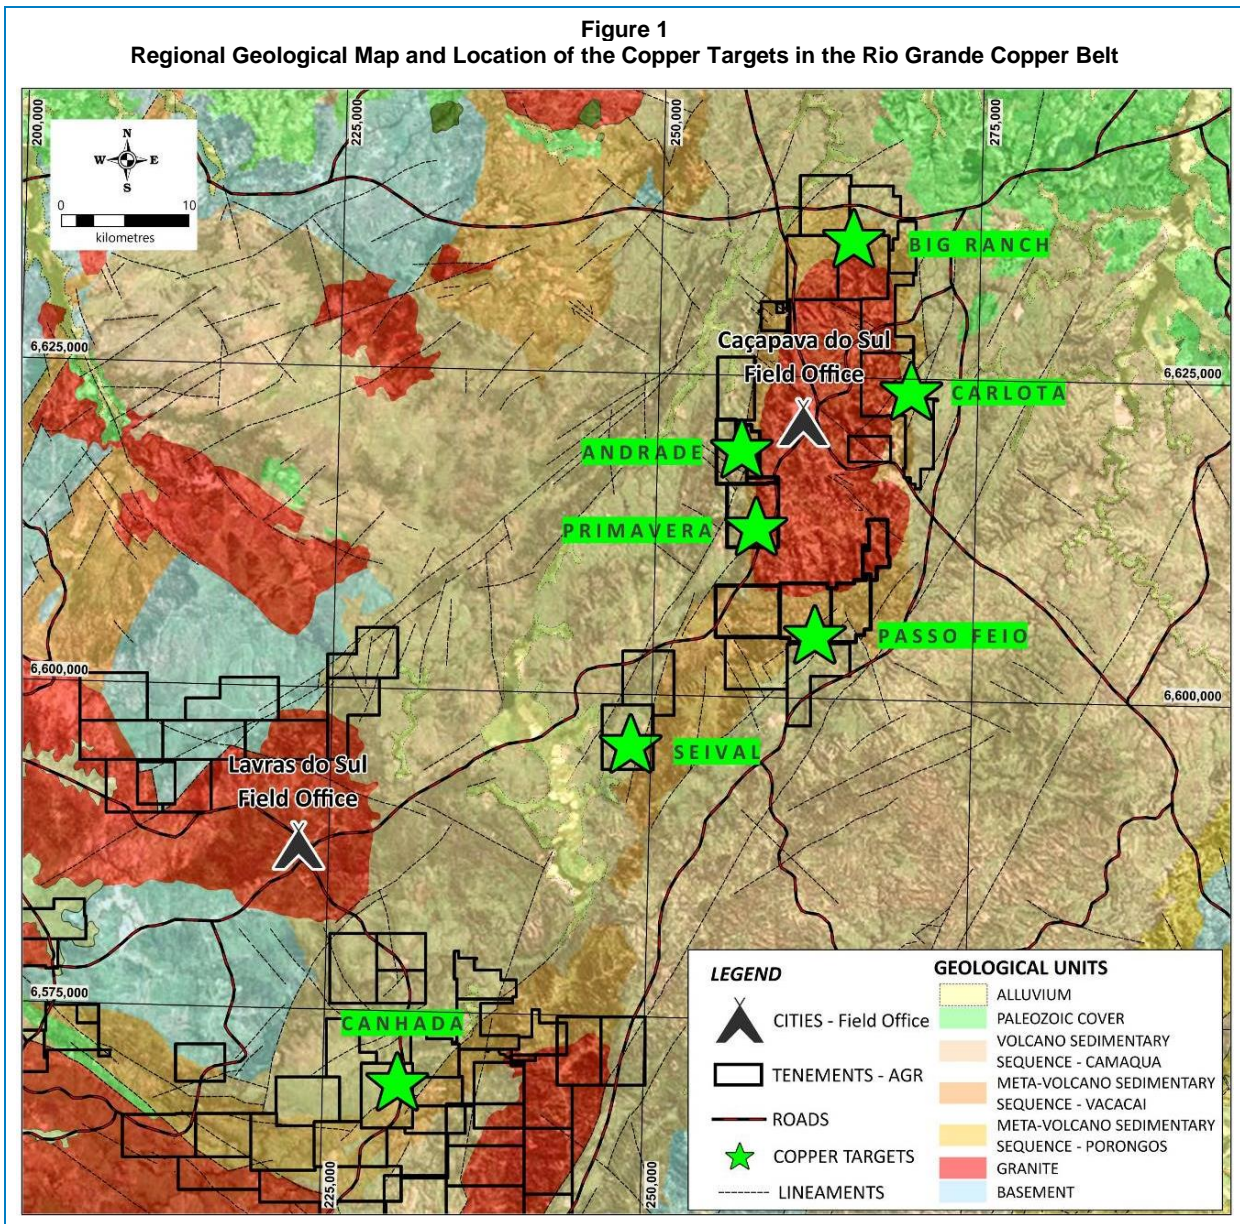 Figure 1
Regional Geological Map and Location of the Copper Targets in the Rio Grande Copper Belt
200,000
225,000
250,000
275,000
N
W E
S
0 10
kilometres
BIG RANCH
Caçapava do Sul
Field Office
6,625,000
6,625,000
CARLOTA
ANDRADE
PRIMAVERA
PASSO FEIO
6,600,000
6,600,000
SEIVAL
Lavras do Sul
Field Office
6,575,000
CANHADA
225,000
250,000
LEGEND
CITIES - Field Office
TENEMENTS - AGR
ROADS
COPPER TARGETS
LINEAMENTS
GEOLOGICAL UNITS
ALLUVIUM
PALEOZOIC COVER
VOLCANO SEDIMENTARY
SEQUENCE - CAMAQUA
META-VOLCANO SEDIMENTARY
SEQUENCE - VACACAI
META-VOLCANO SEDIMENTARY
SEQUENCE - PORONGOS
GRANITE
BASEMENT